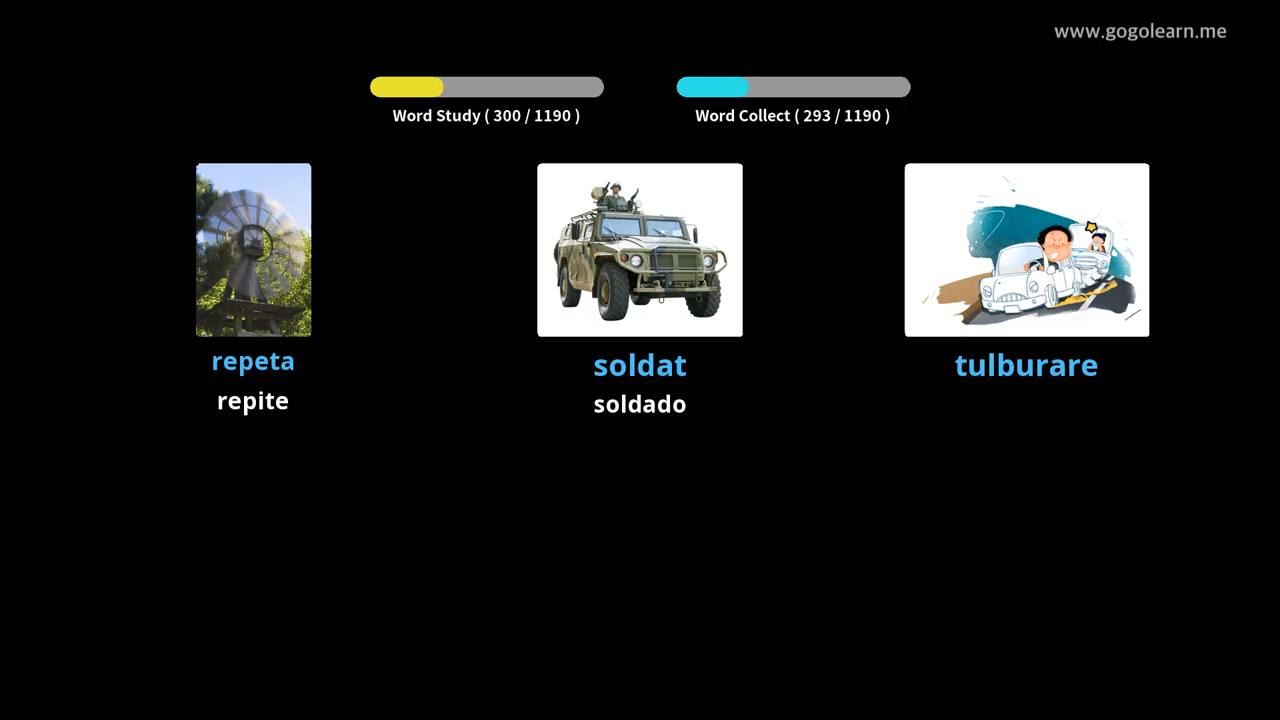 www.gogolearn.me
Word Study ( 300 / 1190 )
Word Collect ( 293 / 1190 )
repeta
repite
soldat
soldado
tulburare